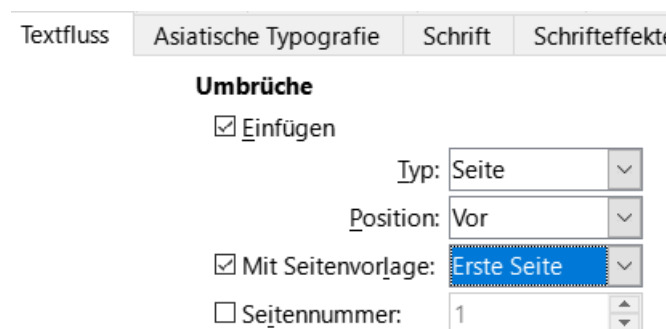 Textfluss Asiatische Typografie Schrift Schrifteffekte
Umbrüche
Einfügen
Typ: Seite
Position: Vor
Mit Seitenvorlage: Erste Seite
Seitennummer: 1